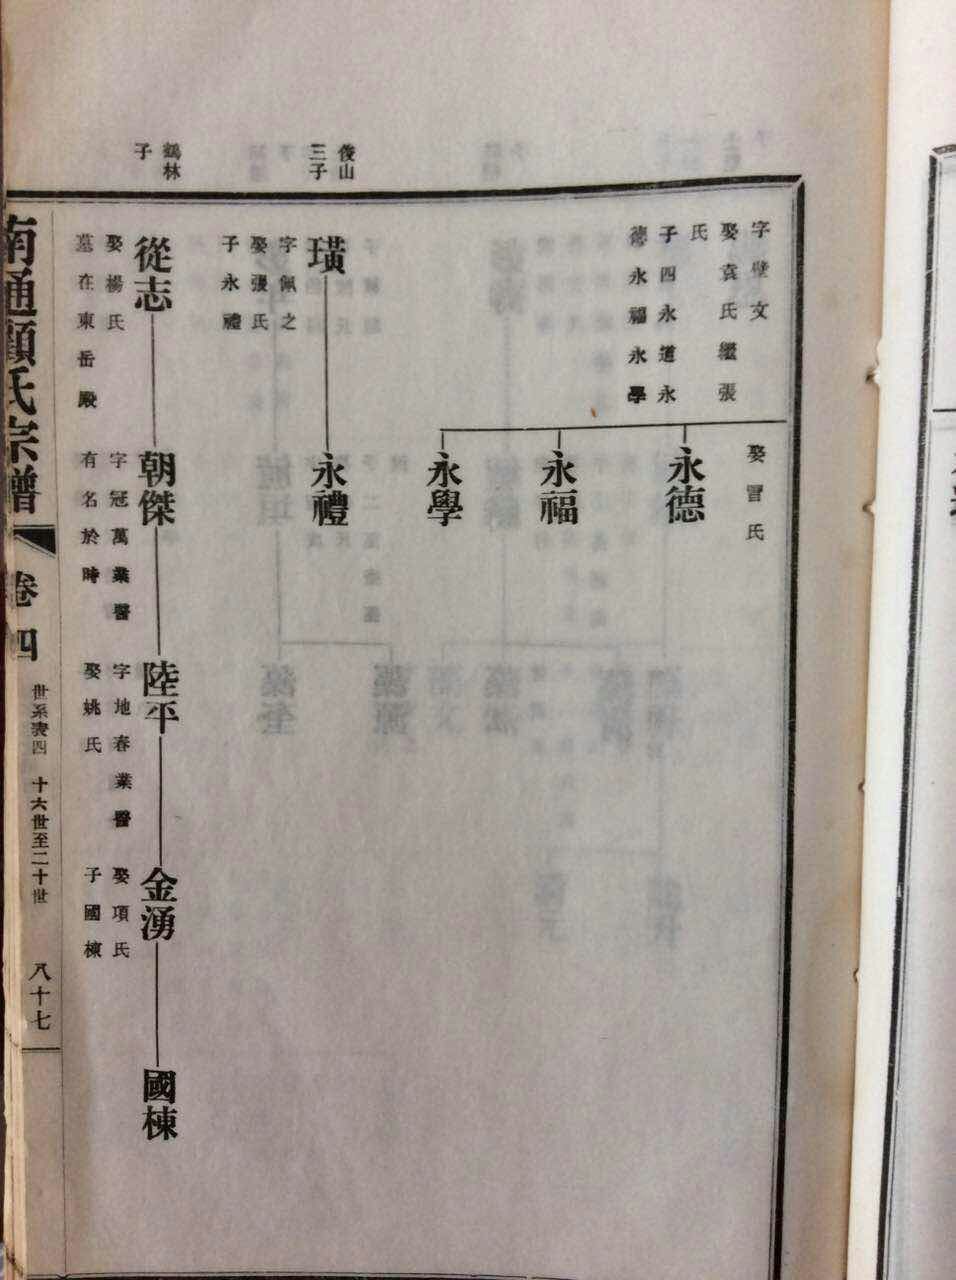 字壁文
娶袁氏繼張
氏
子四永道永
德永福永學
娶習氏
永德
永福
永學
俊山
三子
璜
字佩之
娶張氏
子永禮
永禮
鶴林
子
從志
娶楊氏
墓在東岳殿
朝傑
字冠萬業醫
有名於時
陸平
字地春業醫
娶姚氏
金湧
娶項氏
子國棟
國棟
南通顧氏宗譜
卷四
世系表四
十六世至二十世
八十七